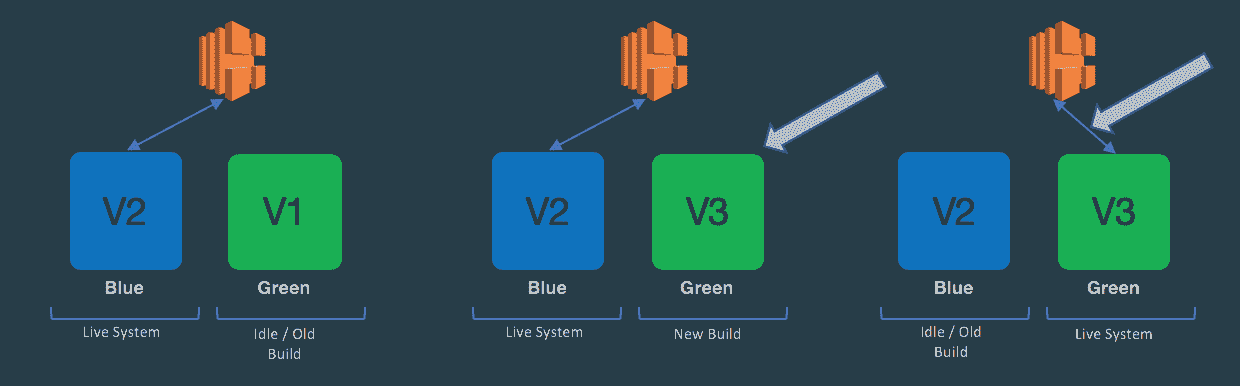 V2
V1
Blue
Green
Live System
Idle / Old
Build
V2
V3
Blue
Green
Live System
New Build
V2
V3
Blue
Green
Idle / Old
Build
Live System